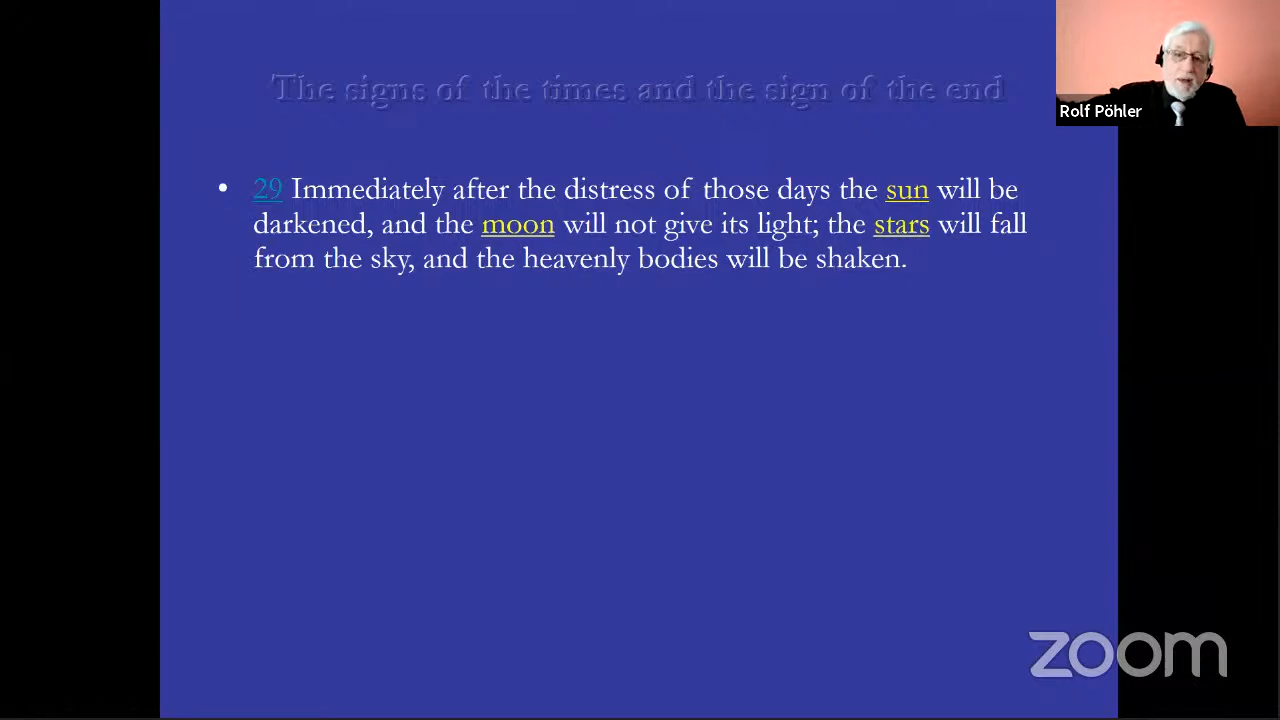 The signs of the times and the sign of the end
Rolf Pöhler
• 29 Immediately after the distress of those days the sun will be
darkened, and the moon will not give its light; the stars will fall
from the sky, and the heavenly bodies will be shaken.
zoom